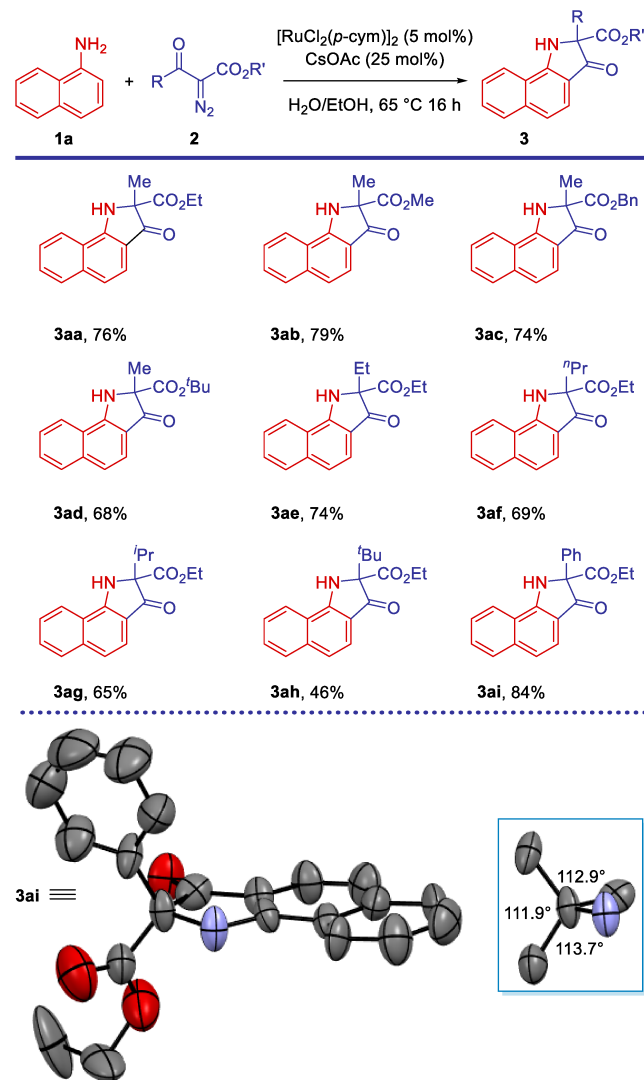 NH2
1a
+
O
R
CO2R'
N2
2
[RuCl2(p-cym)]2 (5 mol%)
CsOAc (25 mol%)
H2O/EtOH, 65 °C 16 h
R
HN
CO2R'
O
3
Me
HN
CO2Et
O
3aa, 76%
Me
HN
CO2Me
O
3ab, 79%
Me
HN
CO2Bn
O
3ac, 74%
Me
HN
CO2tBu
O
3ad, 68%
Et
HN
CO2Et
O
3ae, 74%
nPr
HN
CO2Et
O
3af, 69%
iPr
HN
CO2Et
O
3ag, 65%
tBu
HN
CO2Et
O
3ah, 46%
Ph
HN
CO2Et
O
3ai, 84%
3ai
112.9°
111.9°
113.7°